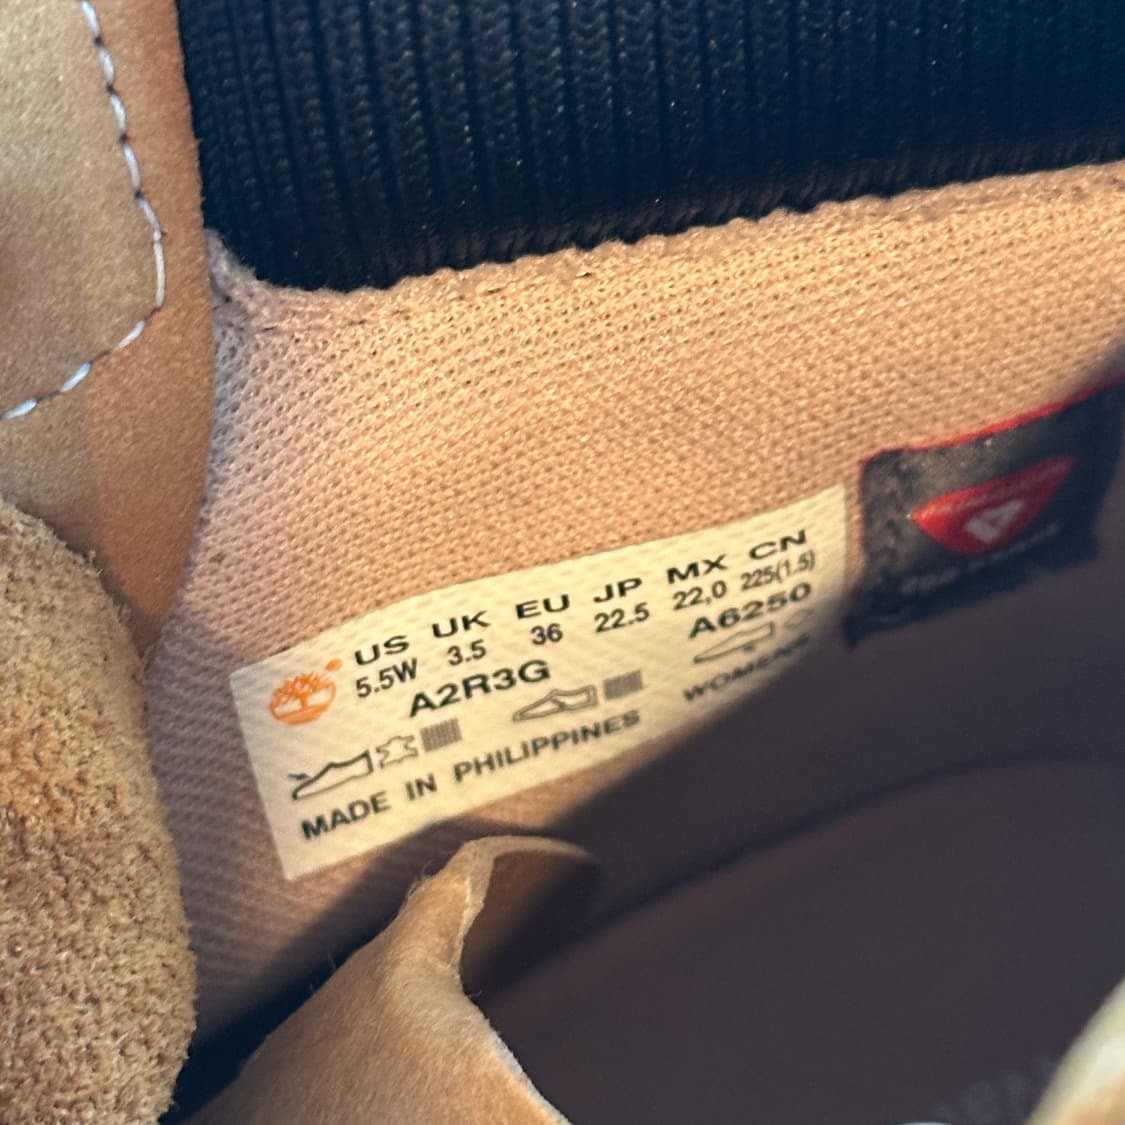 US UK EU JP MX CN
5.5W 3.5 36 22.5 22,0 225(1.5)
A2R3G A6250
WOMENS
MADE IN PHILIPPINES